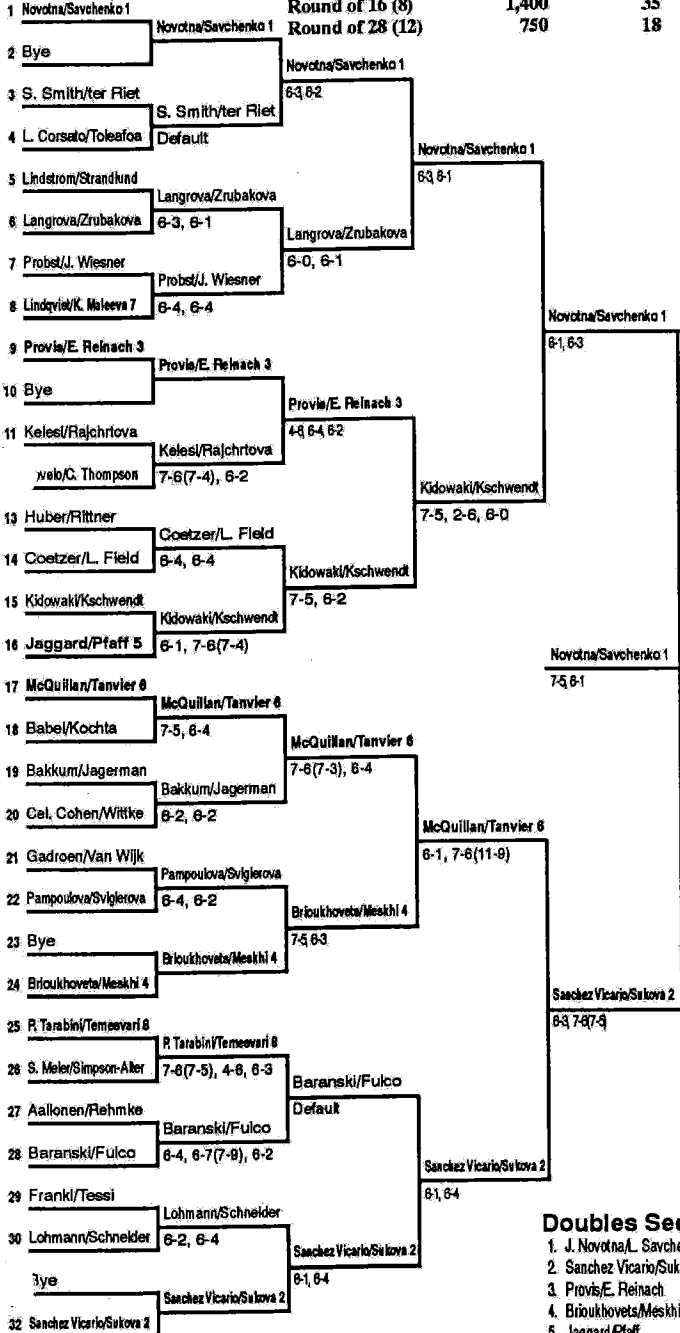 Round of 16 (8) 1,400 35
Round of 28 (12) 750 18
1 Novotna/Savchenko 1
2 Bye
3 S. Smith/ter Riet
4 L. Corsato/Toleafoa
5 Lindstrom/Strandlund
6 Langrova/Zrubakova
7 Probst/J. Wiesner
8 Lindqvist/K. Maleeva 7
9 Provis/E. Reinach 3
10 Bye
11 Kelesi/Rajchrtova
/C. Thompson
13 Huber/Rittner
14 Coetzer/L. Field
15 Kidowaki/Kschwendt
16 Jaggard/Pfaff 5
17 McQuillan/Tanvier 6
18 Babel/Kochta
19 Bakkum/Jagerman
20 Cel. Cohen/Wittke
21 Gadroen/Van Wijk
22 Pampoulova/Sviglerova
23 Bye
24 Brioukhovets/Meskhi 4
25 P. Tarabini/Temesvari 8
26 S. Meier/Simpson-Alter
27 Aallonen/Rehmke
28 Baranski/Fulco
29 Frankl/Tessi
30 Lohmann/Schneider
Bye
32 Sanchez Vicario/Sukova 2
Novotna/Savchenko 1
S. Smith/ter Riet
Default
Langrova/Zrubakova
6-3, 6-1
Probst/J. Wiesner
6-4, 6-4
Provis/E. Reinach 3
Kelesi/Rajchrtova
7-6(7-4), 6-2
Coetzer/L. Field
6-4, 6-4
Kidowaki/Kschwendt
6-1, 7-6(7-4)
McQuillan/Tanvier 6
7-5, 6-4
Bakkum/Jagerman
6-2, 6-2
Pampoulova/Sviglerova
6-4, 6-2
Brioukhovets/Meskhi 4
P. Tarabini/Temesvari 8
7-6(7-5), 4-6, 6-3
Baranski/Fulco
6-4, 6-7(7-9), 6-2
Lohmann/Schneider
6-2, 6-4
Sanchez Vicario/Sukova 2
Novotna/Savchenko 1
6-3, 6-2
Langrova/Zrubakova
6-0, 6-1
Provis/E. Reinach 3
4-6, 6-4, 6-2
Kidowaki/Kschwendt
7-5, 6-2
McQuillan/Tanvier 6
7-6(7-3), 6-4
Brioukhovets/Meskhi 4
7-5, 6-3
Baranski/Fulco
Default
Sanchez Vicario/Sukova 2
6-1, 6-4
Novotna/Savchenko 1
6-3, 6-1
Kidowaki/Kschwendt
7-5, 2-6, 6-0
McQuillan/Tanvier 6
6-1, 7-6(11-9)
Sanchez Vicario/Sukova 2
6-1, 6-4
Novotna/Savchenko 1
6-1, 6-3
Sanchez Vicario/Sukova 2
6-3, 7-6(7-5)
Novotna/Savchenko 1
7-5, 6-1
Doubles See
1. J. Novotna/L. Savche
2. Sanchez Vicario/Suk
3. Provis/E. Reinach
4. Brioukhovets/Meskhi
5. Jaggard/Pfaff